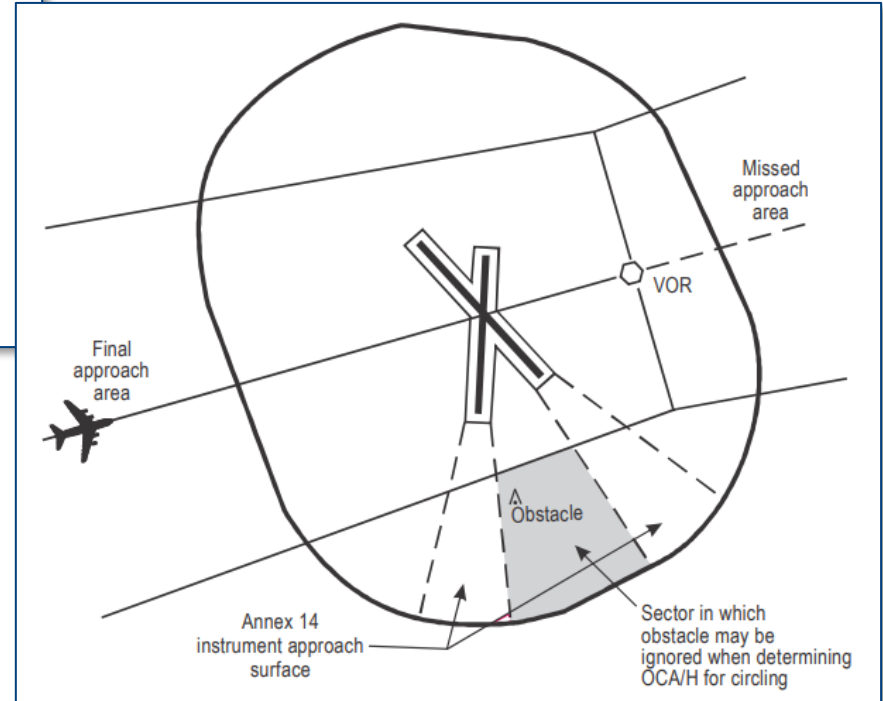 Missed
approach
area
VOR
Final
approach
area
Obstacle
Annex 14
instrument approach
surface
Sector in which
obstacle may be
ignored when determining
OCA/H for circling